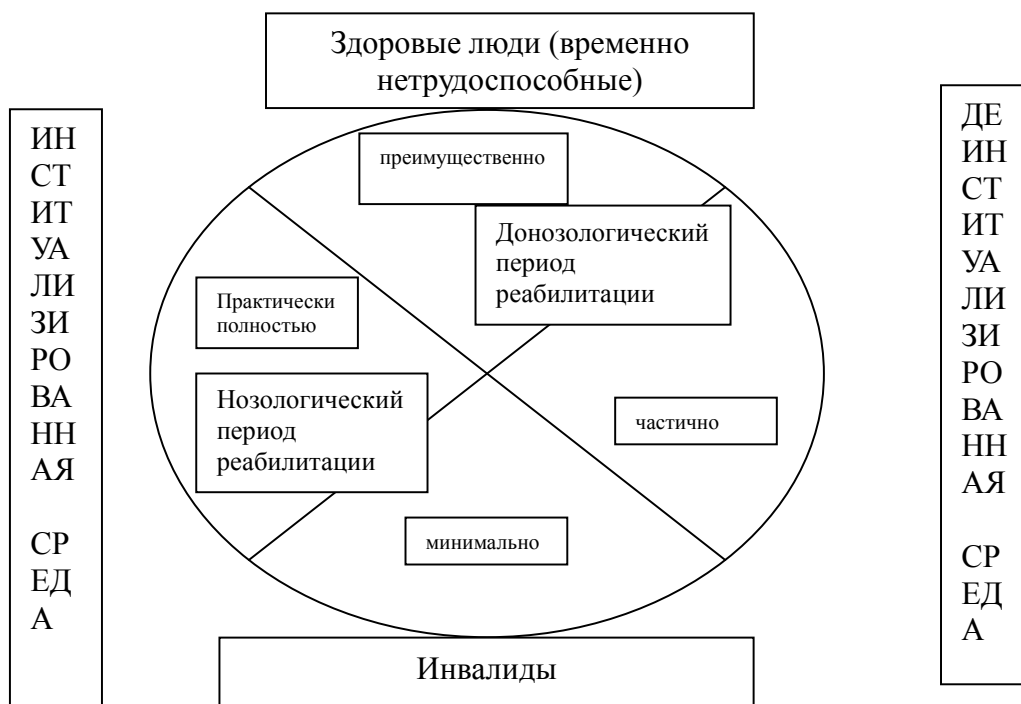 Здоровые люди (временно
нетрудоспособные)
ИН
СТ
ИТ
УА
ЛИ
ЗИ
РО
ВА
НН
АЯ
СР
ЕД
А
преимущественно
Донозологический
период
реабилитации
Практически
полностью
Нозологический
период
реабилитации
частично
минимально
ДЕ
ИН
СТ
ИТ
УА
ЛИ
ЗИ
РО
ВА
НН
АЯ
СР
ЕД
А
Инвалиды